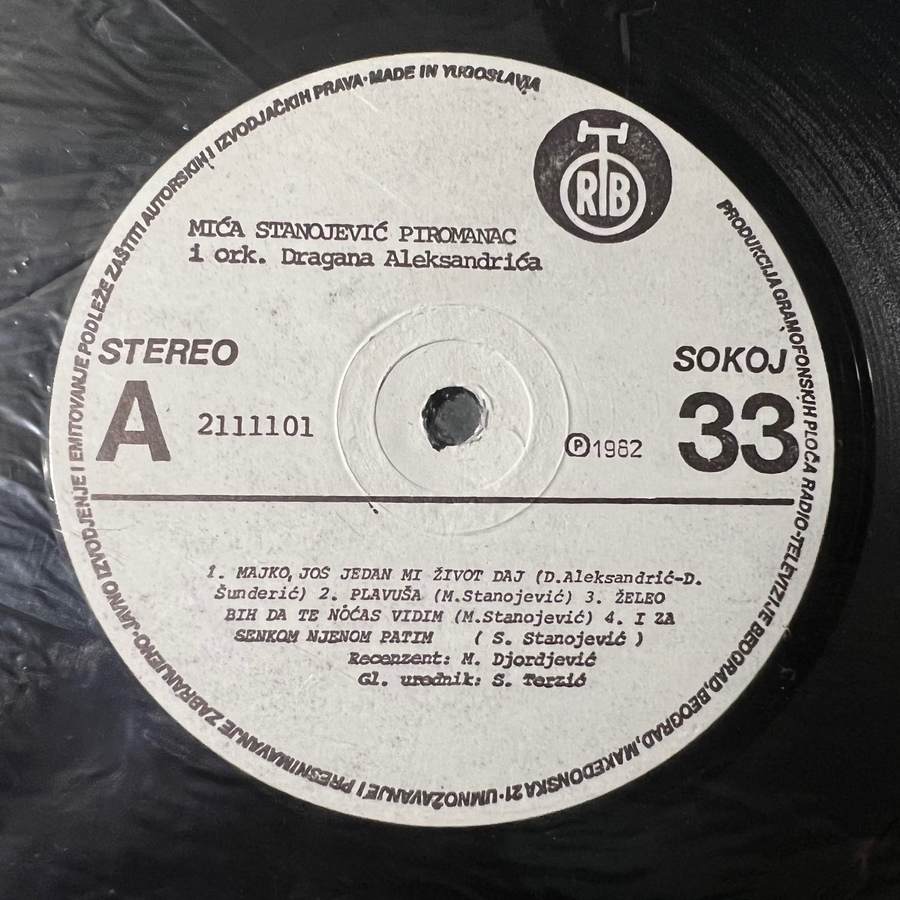 PRODUKCIJA GRAMOFONSKIH PLOČA RADIO-TELEVIZIJE BEOGRAD, BEOGRAD, MAKEDONSKA 21·UMNOŽAVANJE I PRESNIMAVANJE ZABRANJENO·JAVNO IZVODJENJE I EMITOVANJE PODLEŽE ZAŠTITI AUTORSKIH I IZVODJAČKIH PRAVA·MADE IN YUGOSLAVIA
RTB
MIĆA STANOJEVIĆ PIROMANAC
i ork. Dragana Aleksandrića
STEREO
SOKOJ
A
2111101
Ⓟ1982
33
1. MAJKO, JOŠ JEDAN MI ŽIVOT DAJ (D.Aleksandrić-D.
Šunderić) 2. PLAVUŠA (M.Stanojević) 3. ŽELEO
BIH DA TE NOĆAS VIDIM (M.Stanojević) 4. I ZA
SENKOM NJENOM PATIM ( S. Stanojević )
Recenzent: M. Djordjević
Gl. urednik: S. Terzić